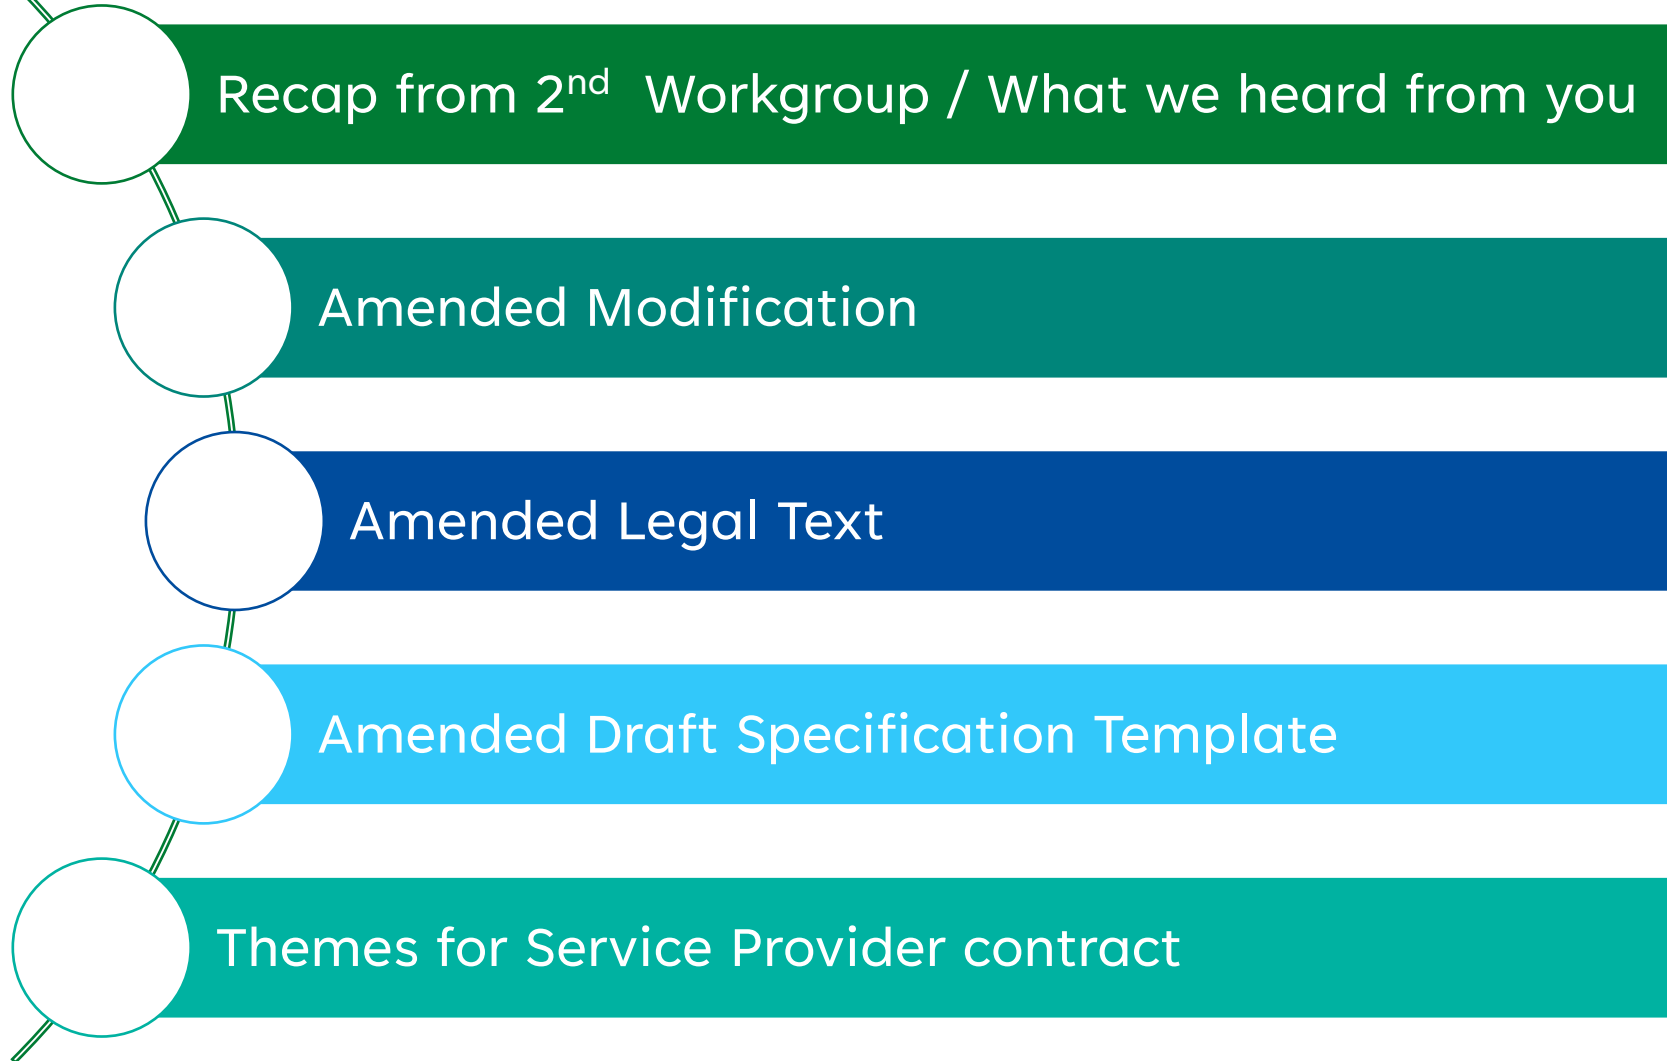 Recap from 2nd Workgroup / What we heard from you
Amended Modification
Amended Legal Text
Amended Draft Specification Template
Themes for Service Provider contract